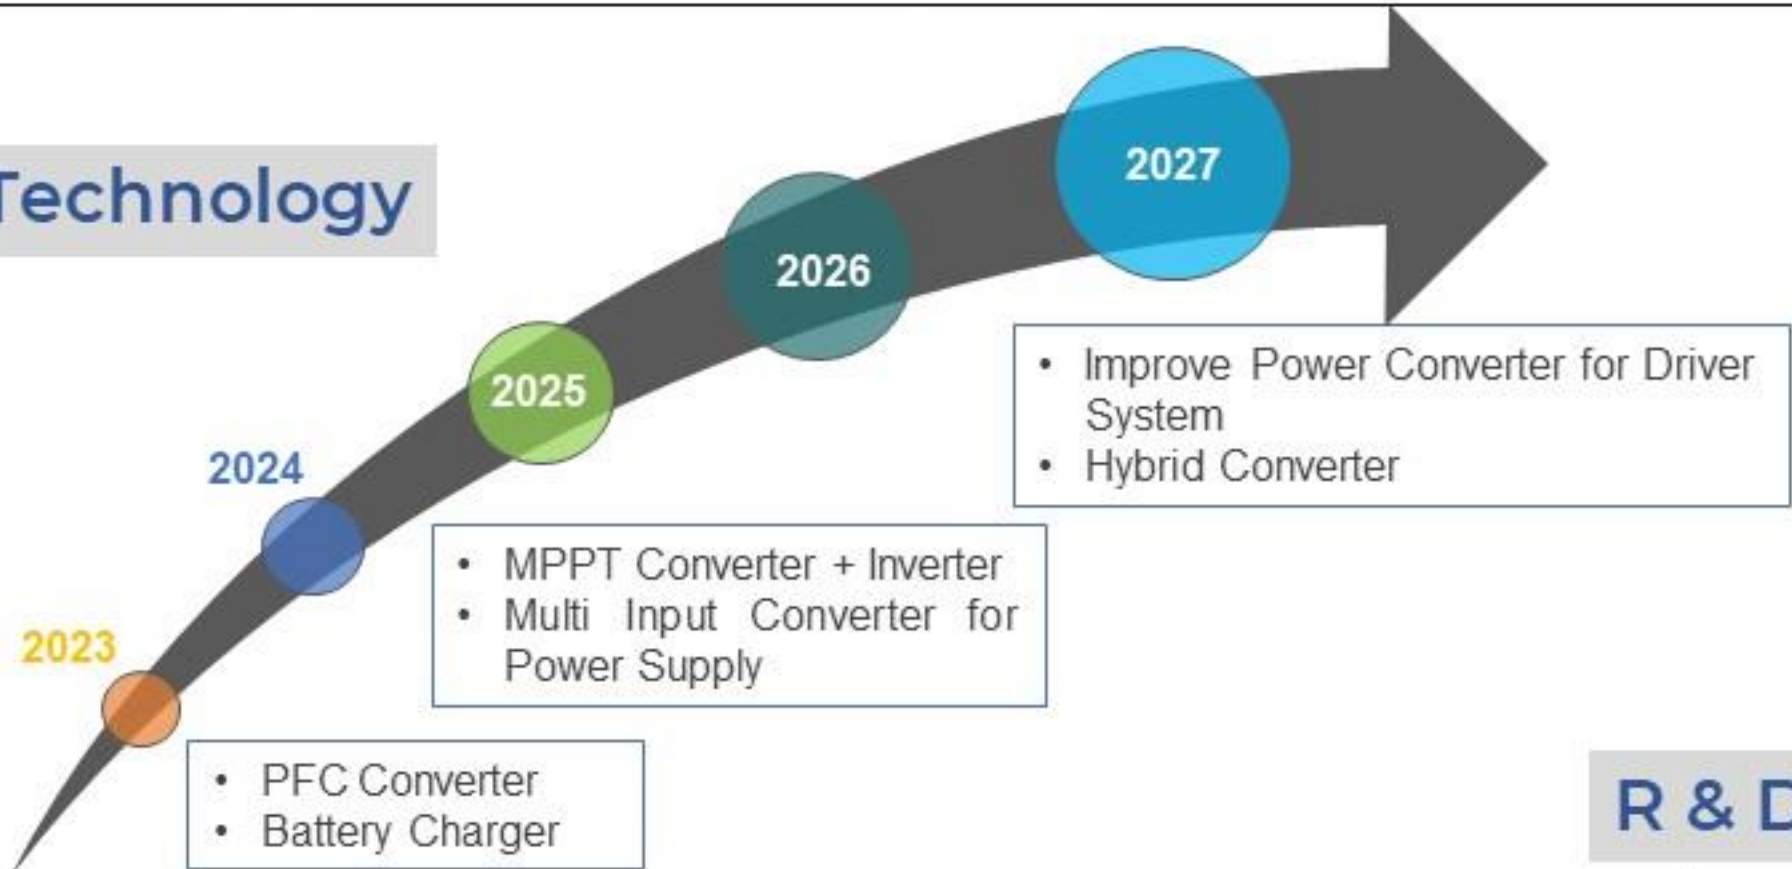 Technology
2027
2026
2025
2024
2023
• Improve Power Converter for Driver
System
• Hybrid Converter
• MPPT Converter + Inverter
• Multi Input Converter for
Power Supply
• PFC Converter
• Battery Charger
R & D